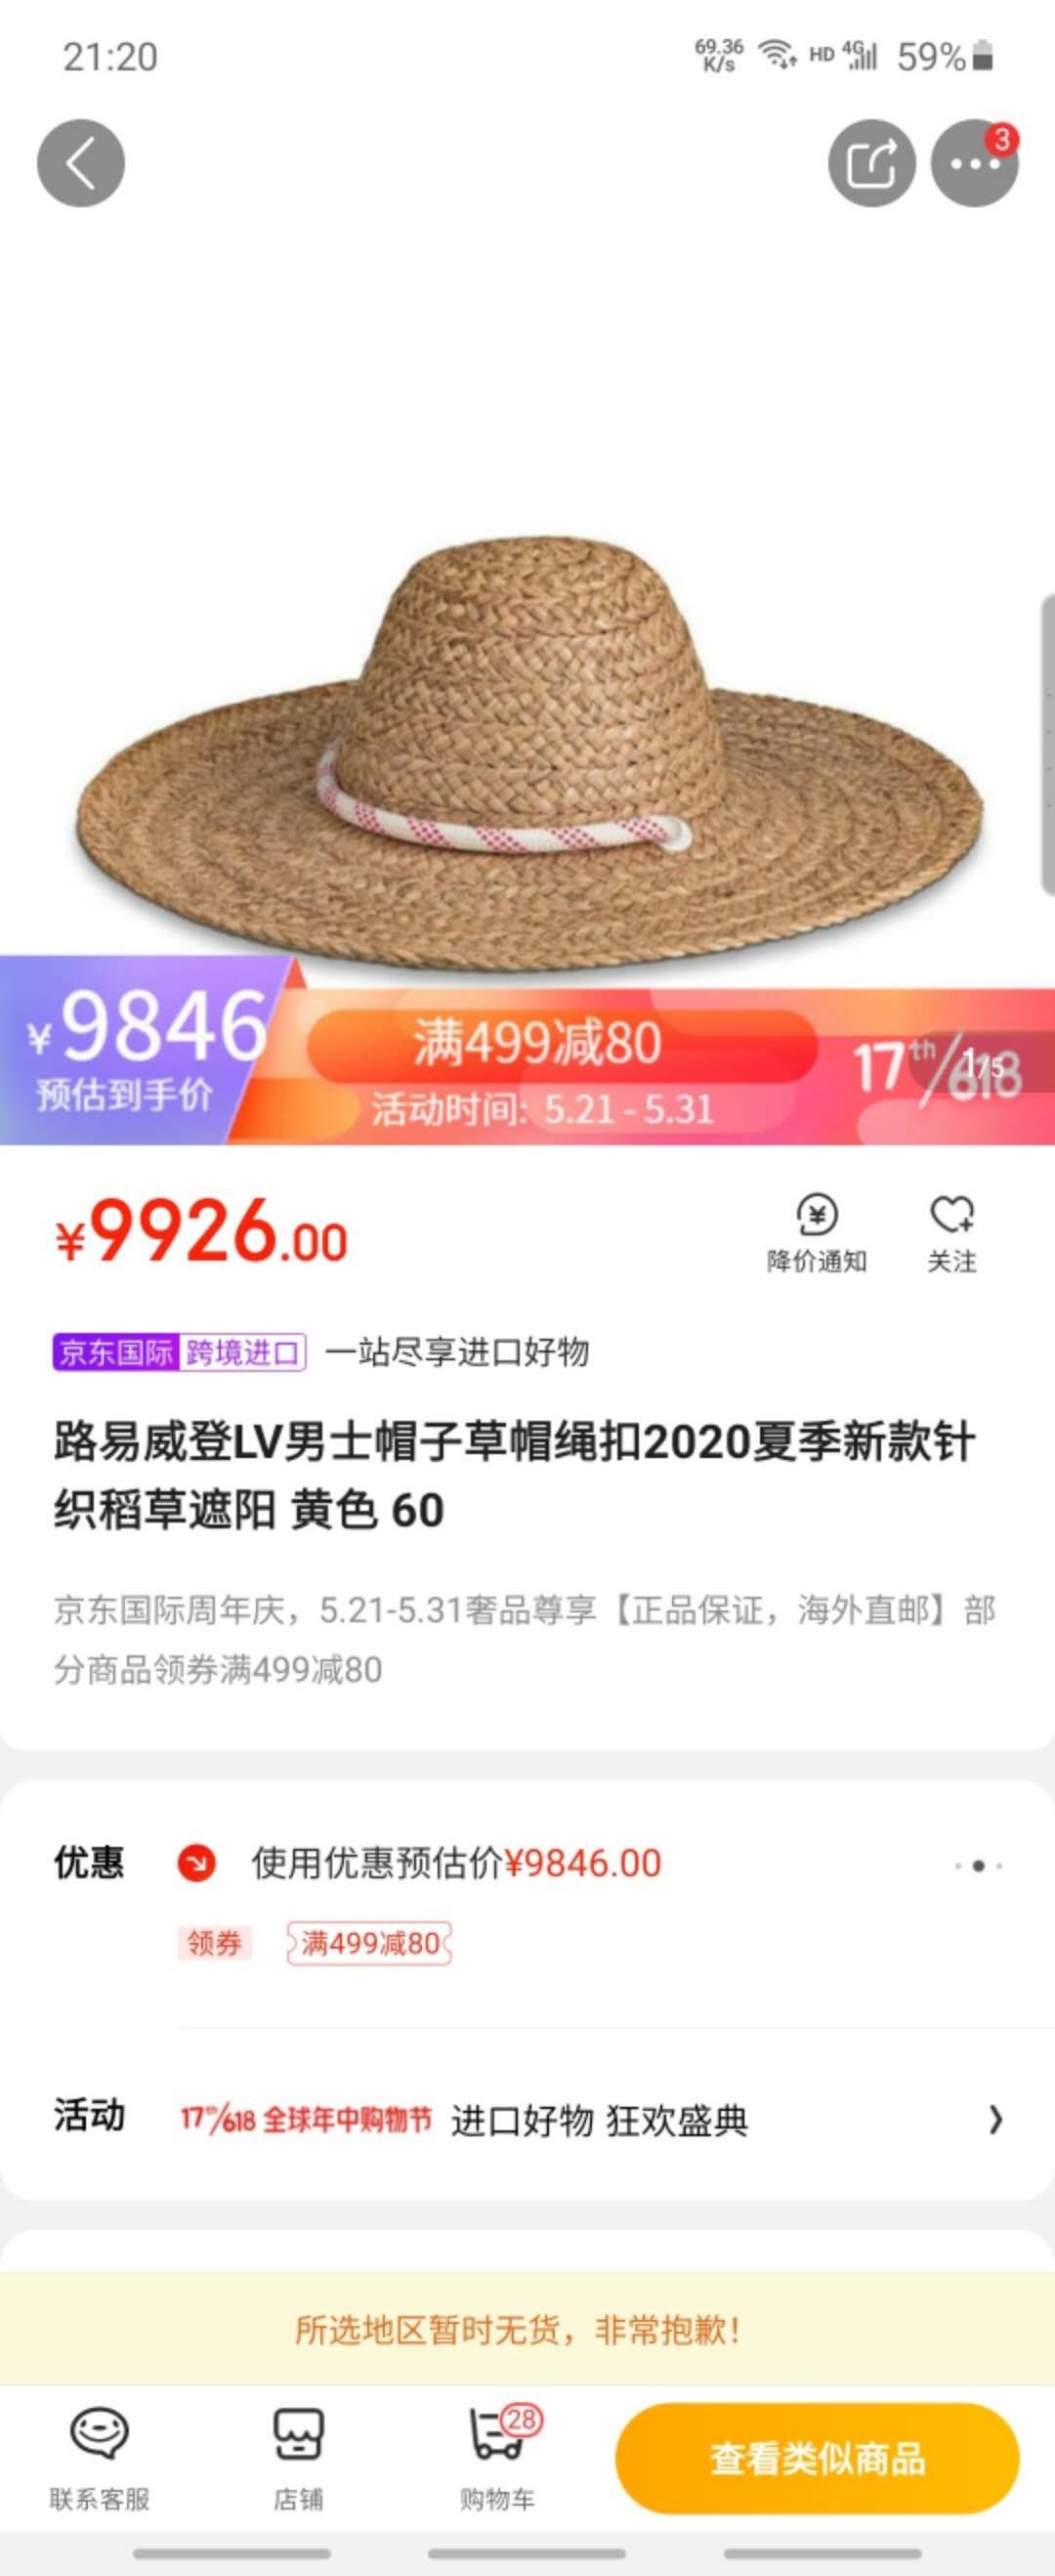 21:20
69.36
K/s
HD 4G 59%
3
¥9846
预估到手价
满499减80
活动时间: 5.21 - 5.31
17th/618
1/5
¥9926.00
降价通知
关注
京东国际 跨境进口 一站尽享进口好物
路易威登LV男士帽子草帽绳扣2020夏季新款针
织稻草遮阳 黄色 60
京东国际周年庆，5.21-5.31奢品尊享【正品保证，海外直邮】部
分商品领券满499减80
优惠 使用优惠预估价¥9846.00
领券 满499减80
活动 17th/618 全球年中购物节 进口好物 狂欢盛典
所选地区暂时无货，非常抱歉！
28
联系客服 店铺 购物车 查看类似商品